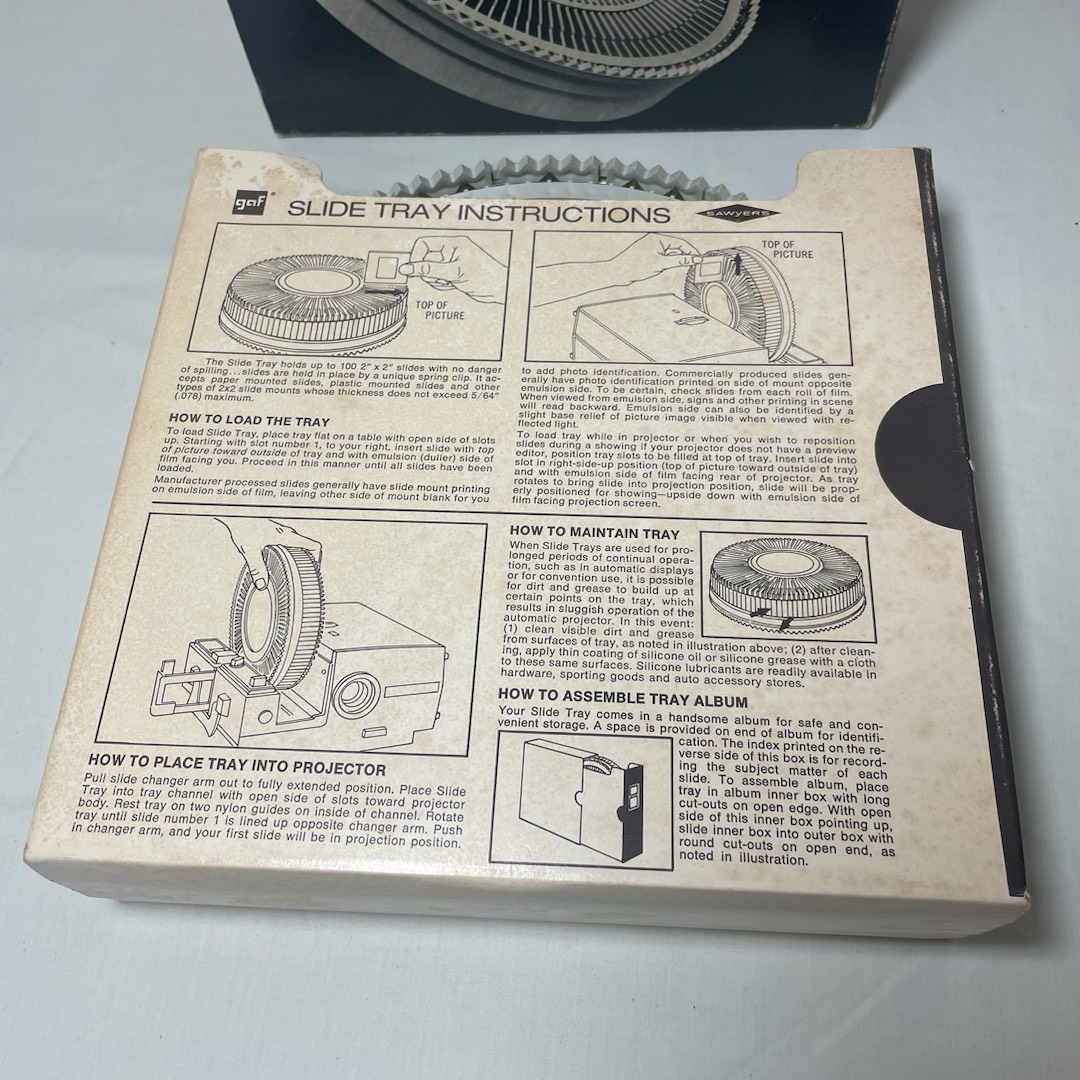 gaf
SLIDE TRAY INSTRUCTIONS
SAWYER'S
TOP OF
PICTURE
TOP OF
PICTURE
The Slide Tray holds up to 100 2" x 2" slides with no danger
of spilling...slides are held in place by a unique spring clip. It ac-
cepts paper mounted slides, plastic mounted slides and other
types of 2x2 slide mounts whose thickness does not exceed 5/64"
(.078) maximum.
HOW TO LOAD THE TRAY
To load Slide Tray, place tray flat on a table with open side of slots
up. Starting with slot number 1, to your right, insert slide with top
of picture toward outside of tray and with emulsion (duller) side of
film facing you. Proceed in this manner until all slides have been
loaded.
Manufacturer processed slides generally have slide mount printing
on emulsion side of film, leaving other side of mount blank for you
to add photo identification. Commercially produced slides gen-
erally have photo identification printed on side of mount opposite
emulsion side. To be certain, check slides from each roll of film.
When viewed from emulsion side, signs and other printing in scene
will read backward. Emulsion side can also be identified by a
slight base relief of picture image visible when viewed with re-
flected light.
To load tray while in projector or when you wish to reposition
slides during a showing if your projector does not have a preview
editor, position tray slots to be filled at top of tray. Insert slide into
slot in right-side-up position (top of picture toward outside of tray)
and with emulsion side of film facing rear of projector. As tray
rotates to bring slide into projection position, slide will be prop-
erly positioned for showing—upside down with emulsion side of
film facing projection screen.
HOW TO PLACE TRAY INTO PROJECTOR
Pull slide changer arm out to fully extended position. Place Slide
Tray into tray channel with open side of slots toward projector
body. Rest tray on two nylon guides on inside of channel. Rotate
tray until slide number 1 is lined up opposite changer arm. Push
in changer arm, and your first slide will be in projection position.
HOW TO MAINTAIN TRAY
When Slide Trays are used for pro-
longed periods of continual opera-
tion, such as in automatic displays
or for convention use, it is possible
for dirt and grease to build up at
certain points on the tray, which
results in sluggish operation of the
automatic projector. In this event:
(1) clean visible dirt and grease
from surfaces of tray, as noted in illustration above; (2) after clean-
ing, apply thin coating of silicone oil or silicone grease with a cloth
to these same surfaces. Silicone lubricants are readily available in
hardware, sporting goods and auto accessory stores.
HOW TO ASSEMBLE TRAY ALBUM
Your Slide Tray comes in a handsome album for safe and con-
venient storage. A space is provided on end of album for identifi-
cation. The index printed on the re-
verse side of this box is for record-
ing the subject matter of each
slide. To assemble album, place
tray in album inner box with long
cut-outs on open edge. With open
side of this inner box pointing up,
slide inner box into outer box with
round cut-outs on open end, as
noted in illustration.